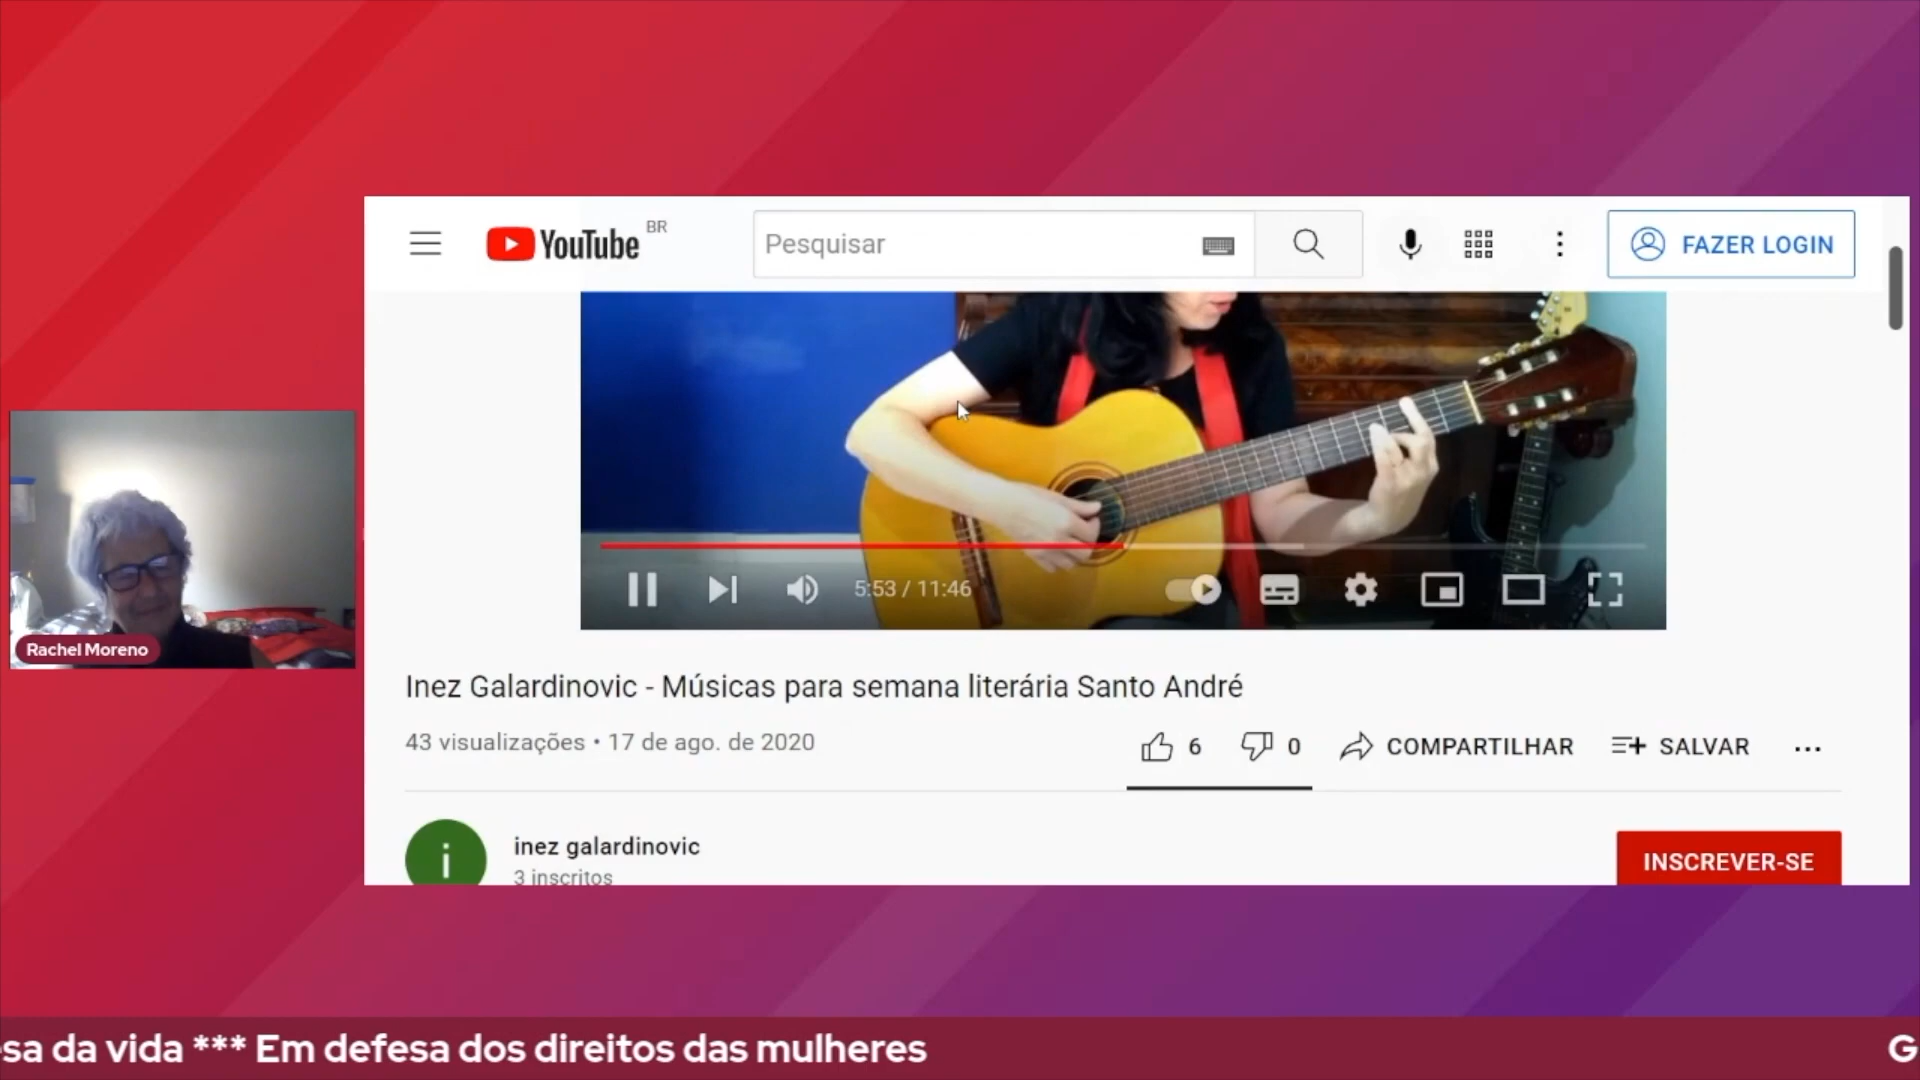 YouTube BR
Pesquisar
FAZER LOGIN
5:53 / 11:46
Rachel Moreno
Inez Galardinovic - Músicas para semana literária Santo André
43 visualizações • 17 de ago. de 2020
6
0
COMPARTILHAR
SALVAR
i
inez galardinovic
3 inscritos
INSCREVER-SE
sa da vida *** Em defesa dos direitos das mulheres
G